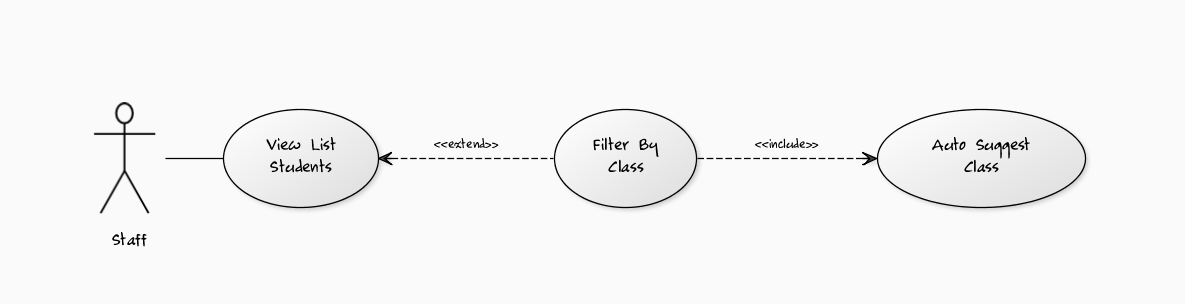 View List
Students
<<extend>>
Filter By
Class
<<include>>
Auto Suggest
Class
Staff